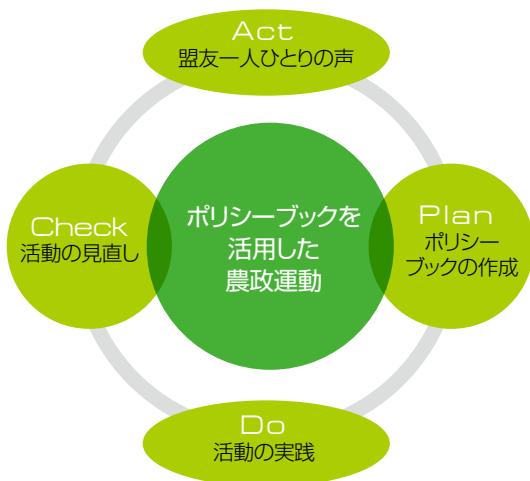 Act
盟友一人ひとりの声
Check
活動の見直し
ポリシーブックを
活用した
農政運動
Plan
ポリシー
ブックの作成
Do
活動の実践